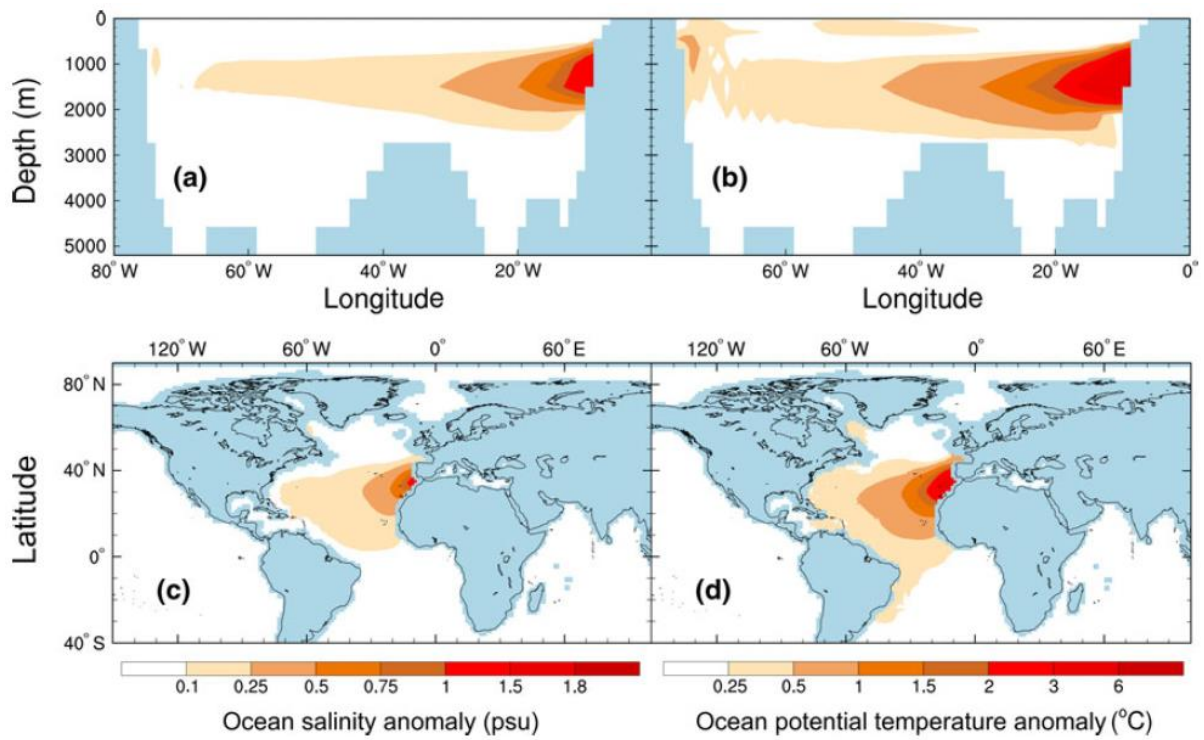 0
1000
2000
3000
4000
5000
Depth (m)
(a)
(b)
80°W
60°W
40°W
20°W
60°W
40°W
20°W
0°
Longitude
Longitude
120°W
60°W
0°
60°E
120°W
60°W
0°
60°E
80°N
40°N
0°
40°S
Latitude
(c)
(d)
0.1
0.25
0.5
0.75
1
1.5
1.8
0.25
0.5
1
1.5
2
3
6
Ocean salinity anomaly (psu)
Ocean potential temperature anomaly (°C)